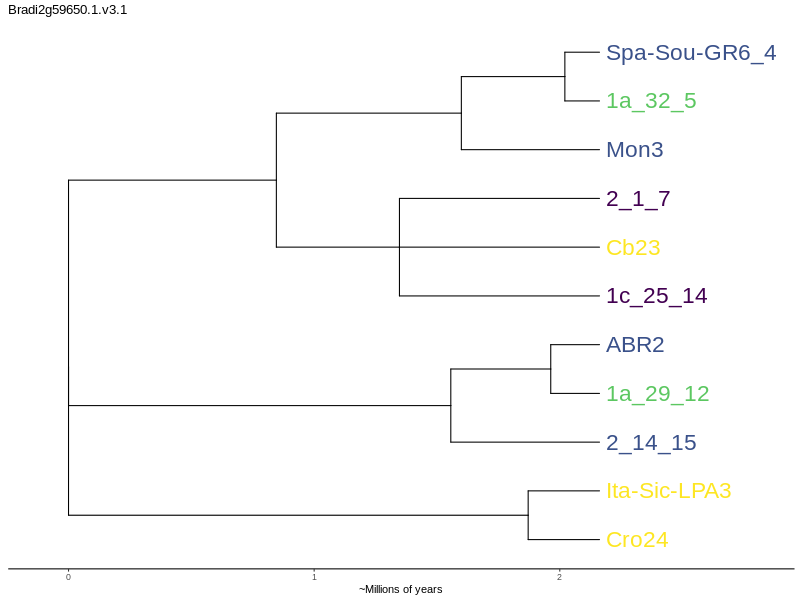 Bradi2g59650.1.v3.1
Spa-Sou-GR6_4
1a_32_5
Mon3
2_1_7
Cb23
1c_25_14
ABR2
1a_29_12
2_14_15
Ita-Sic-LPA3
Cro24
0 1 2
~Millions of years